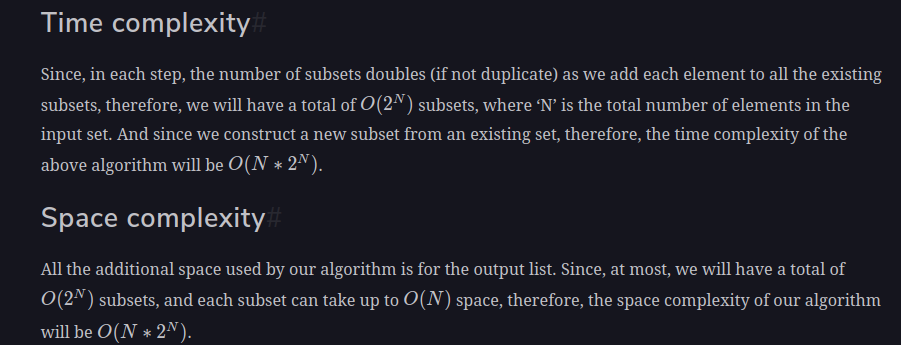 Time complexity#
Since, in each step, the number of subsets doubles (if not duplicate) as we add each element to all the existing
subsets, therefore, we will have a total of O(2^N) subsets, where ‘N’ is the total number of elements in the
input set. And since we construct a new subset from an existing set, therefore, the time complexity of the
above algorithm will be O(N ∗ 2^N).
Space complexity#
All the additional space used by our algorithm is for the output list. Since, at most, we will have a total of
O(2^N) subsets, and each subset can take up to O(N) space, therefore, the space complexity of our algorithm
will be O(N ∗ 2^N).